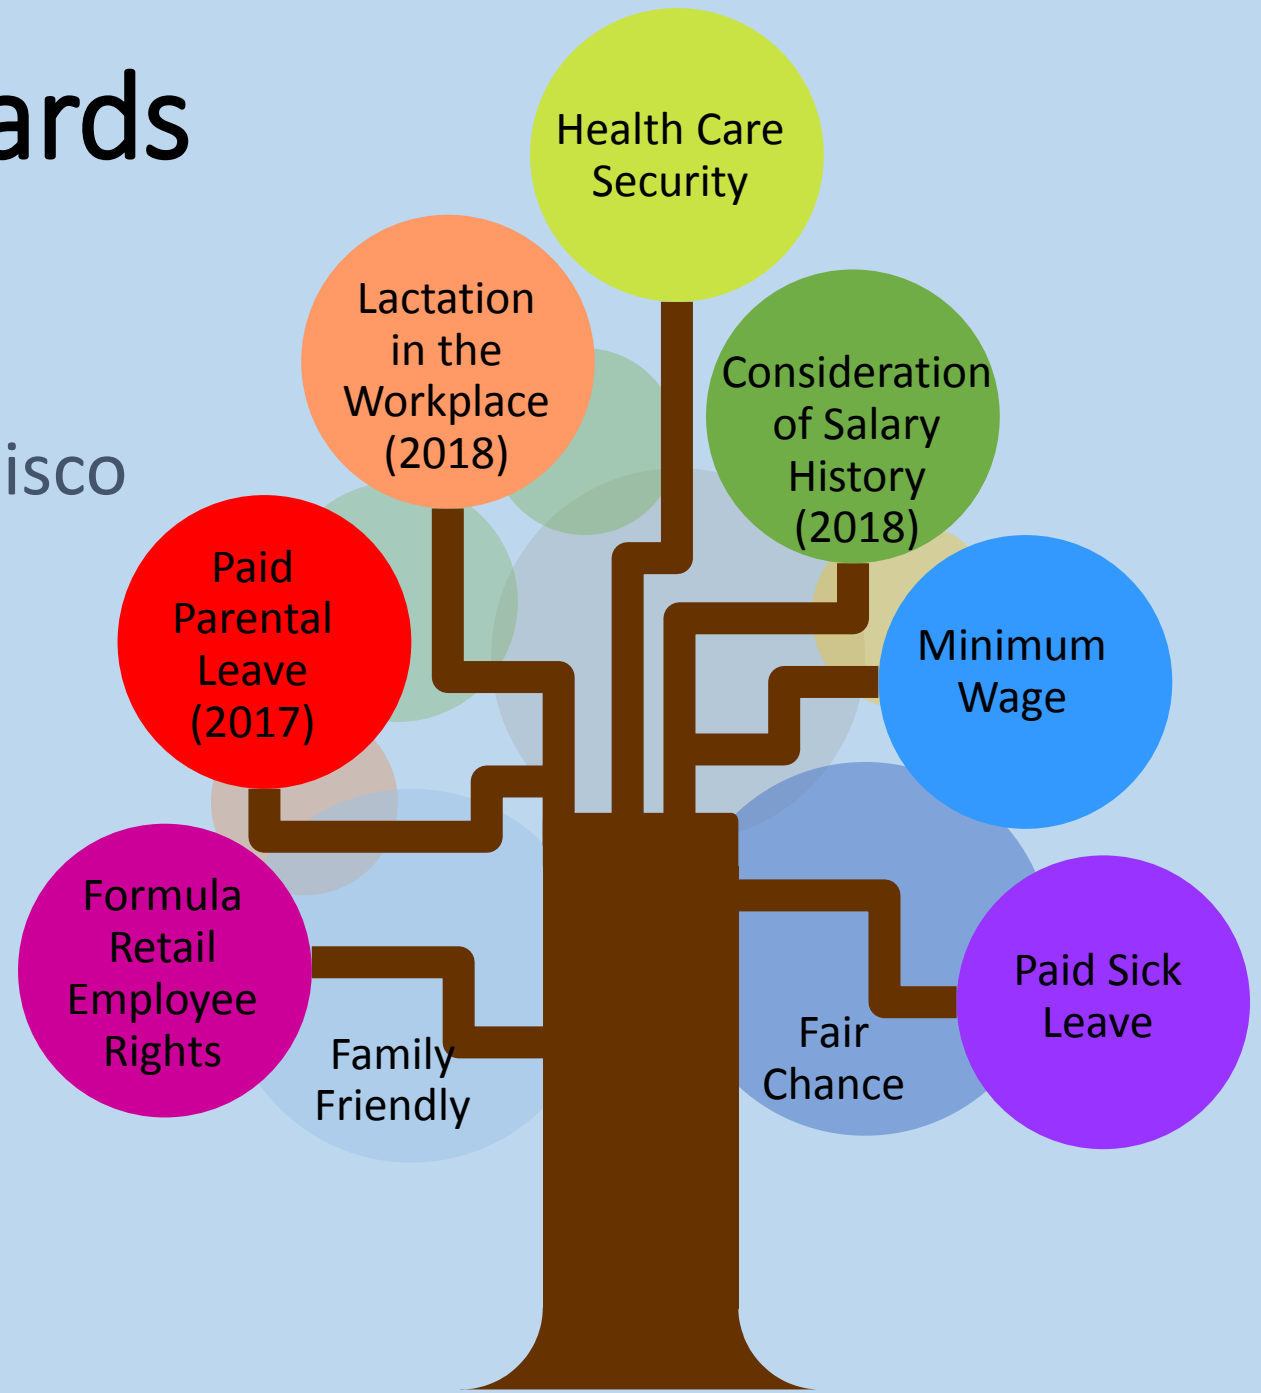 ards
isco
Health Care
Security
Lactation
in the
Workplace
(2018)
Consideration
of Salary
History
(2018)
Paid
Parental
Leave
(2017)
Minimum
Wage
Formula
Retail
Employee
Rights
Family
Friendly
Fair
Chance
Paid Sick
Leave